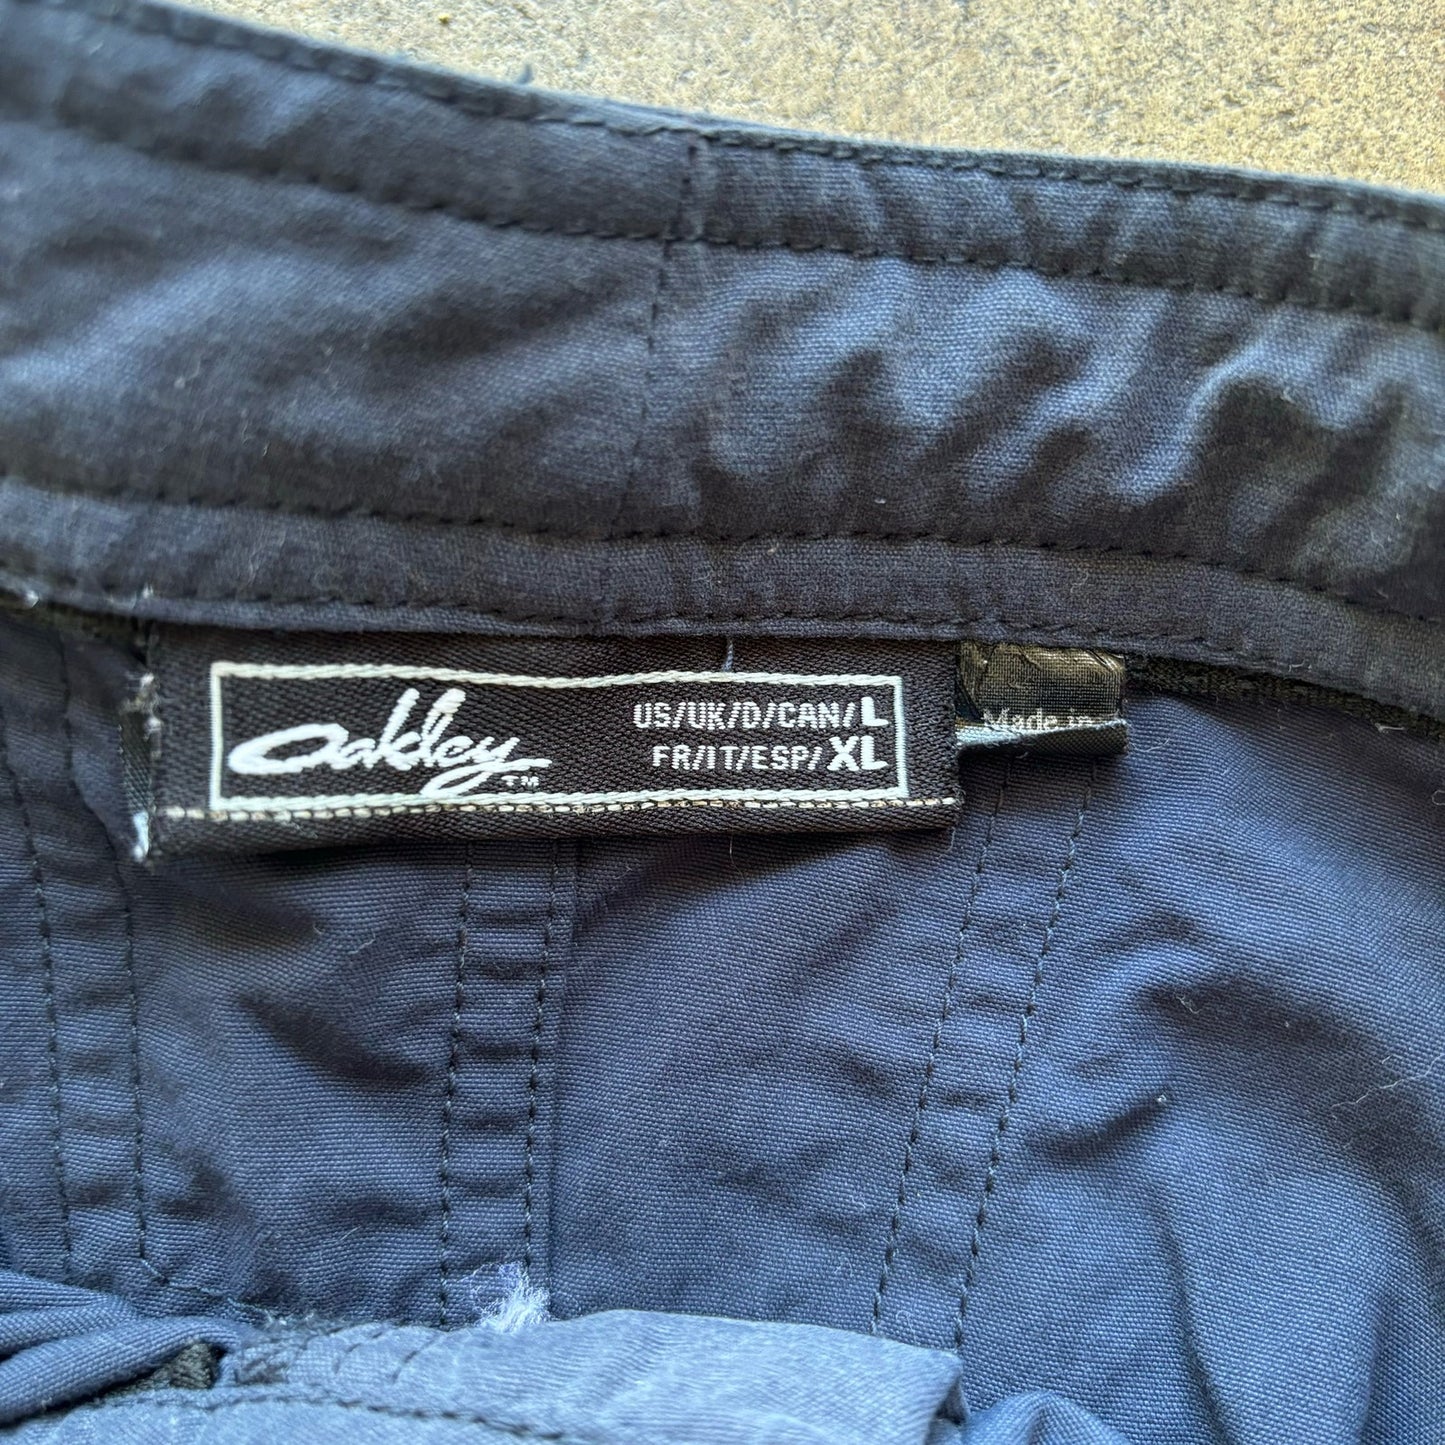 Oakley™
US/UK/D/CAN/L
FR/IT/ESP/XL
Made in